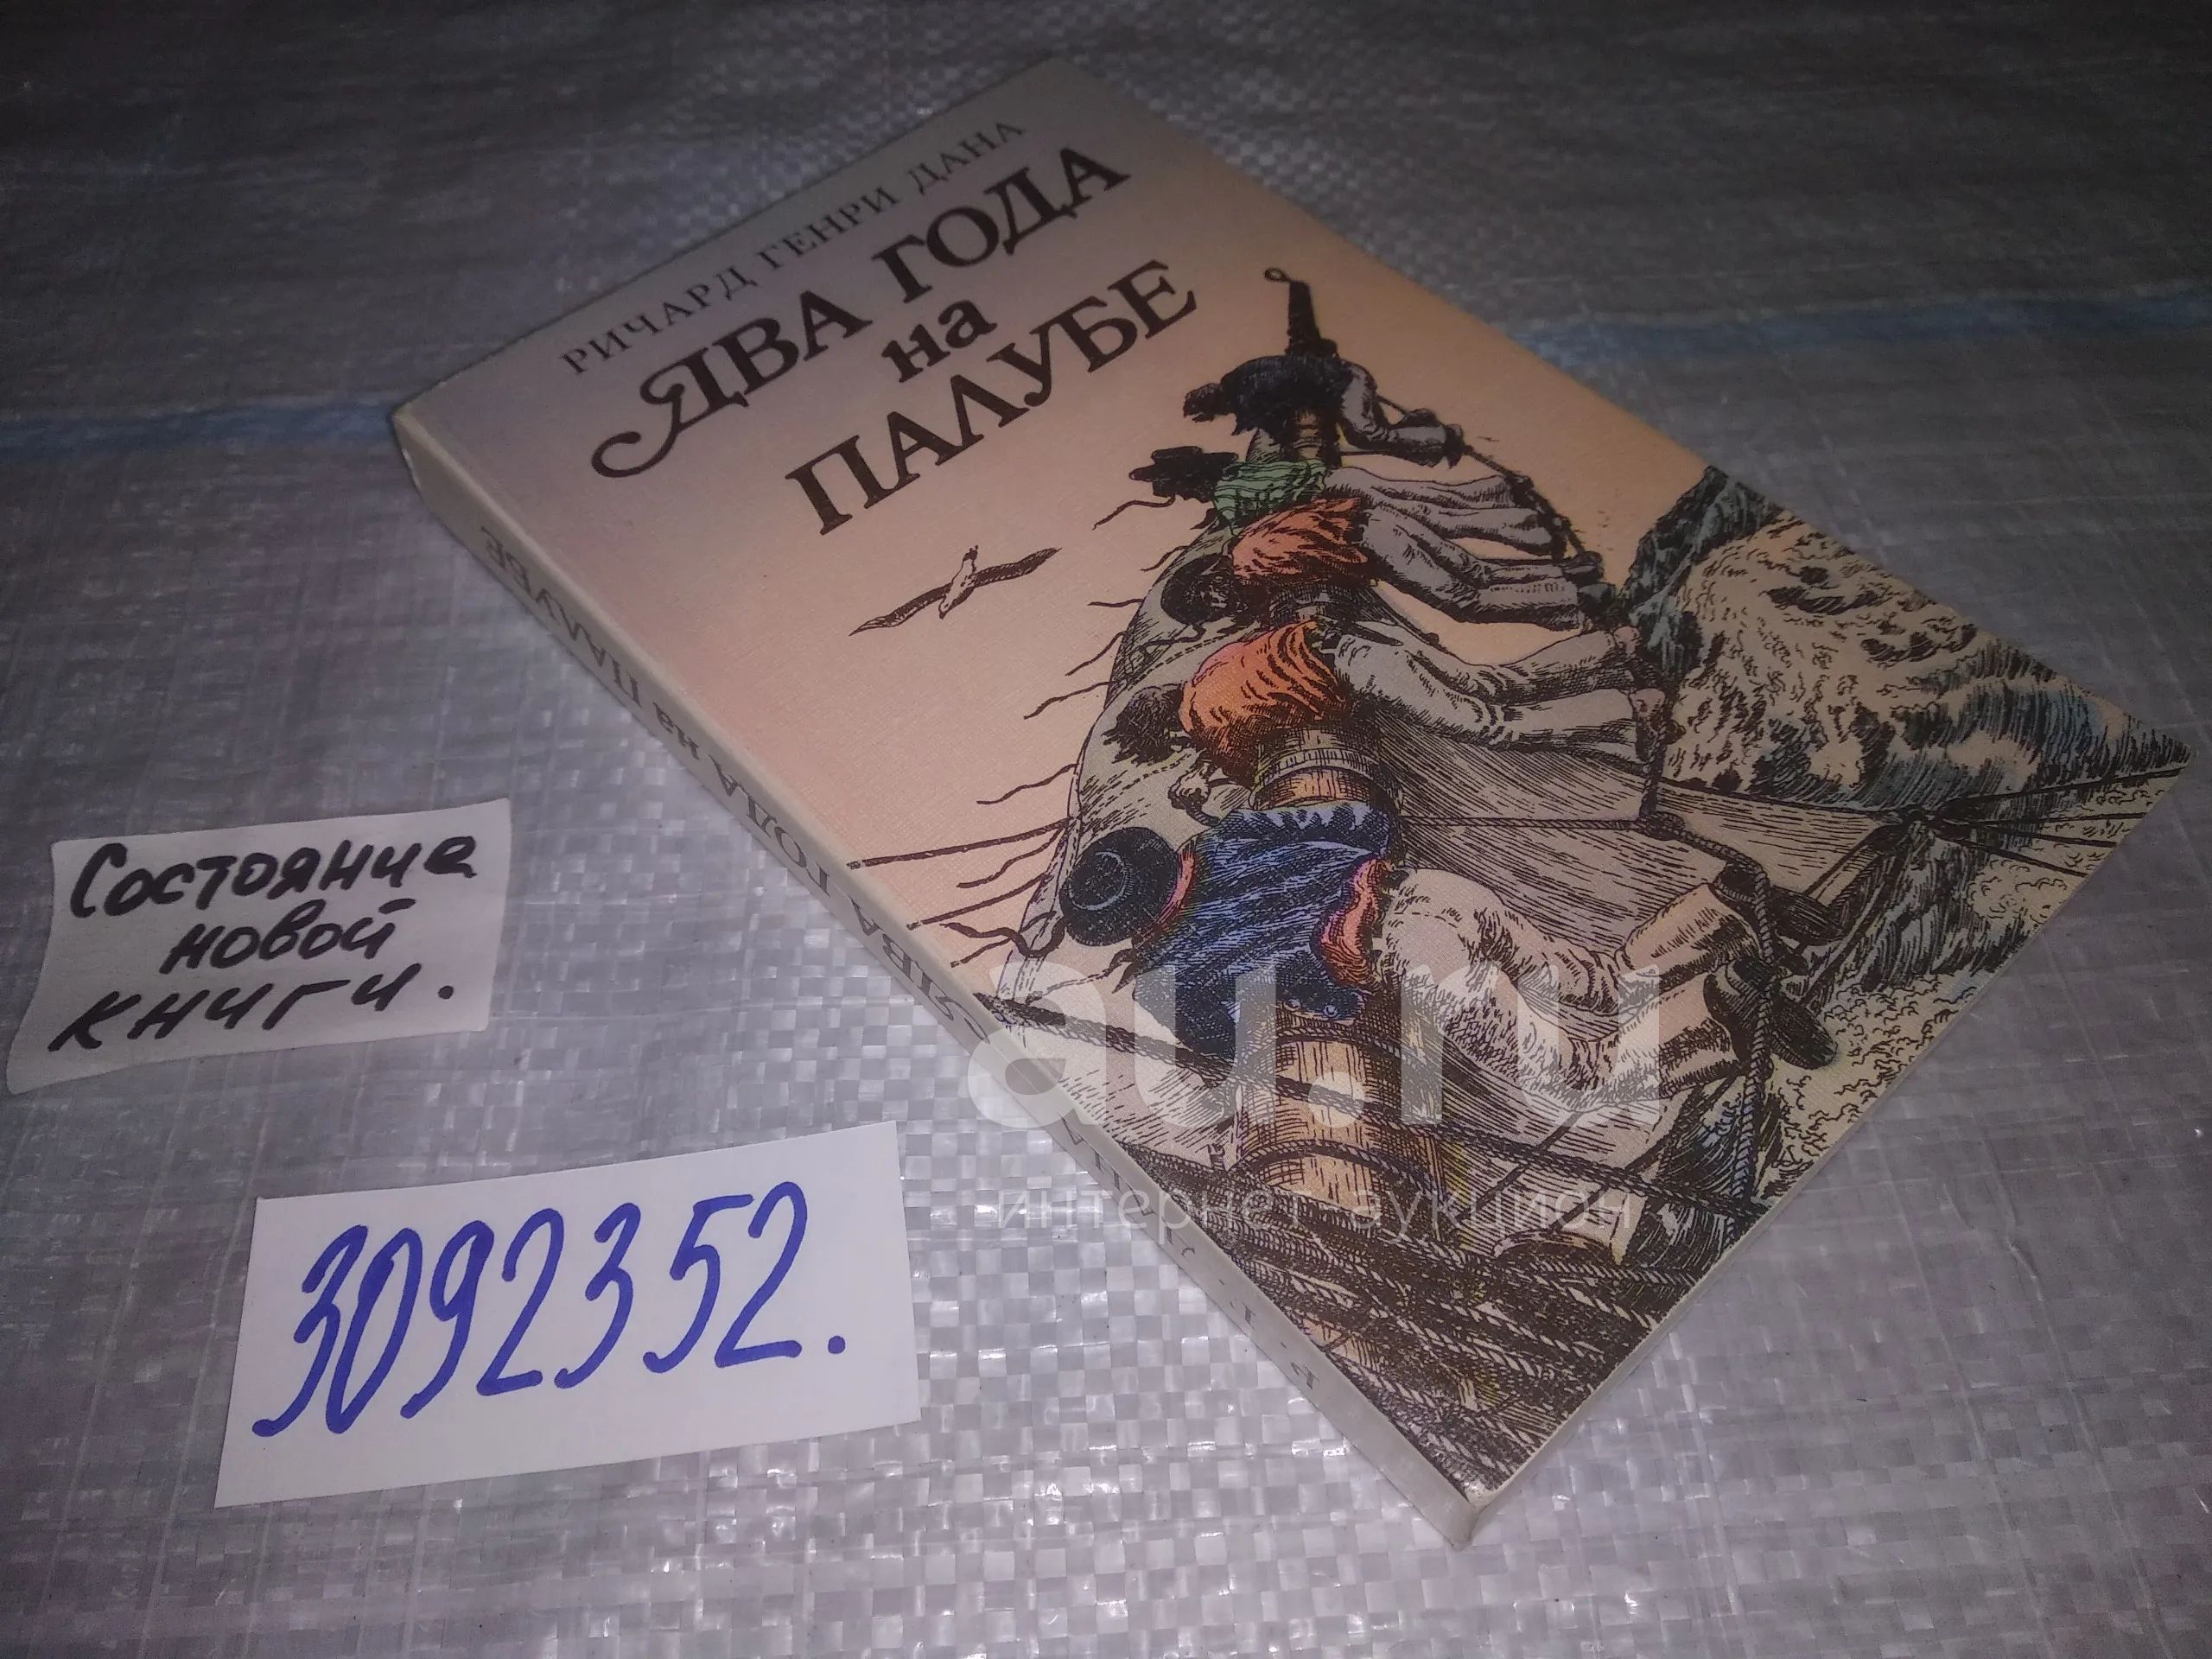 РИЧАРД ГЕНРИ ДАНА
ДВА ГОДА
на
ПАЛУБЕ
ДВА ГОДА на ПАЛУБЕ
Состояние
новой
книги.
3092352.
au.ru
интернет аукцион